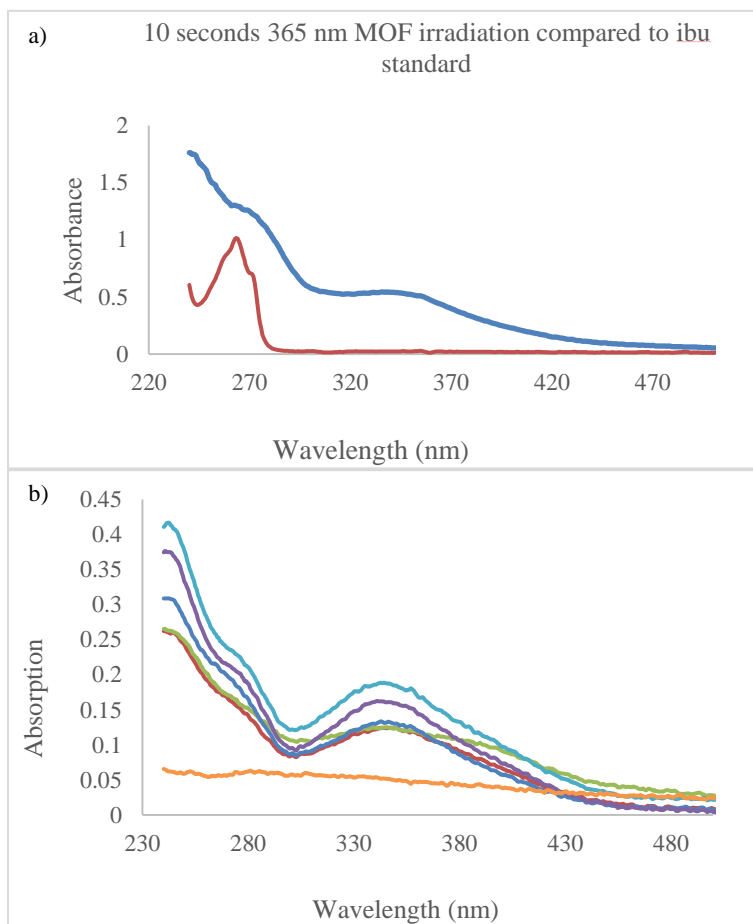 a)
10 seconds 365 nm MOF irradiation compared to ibu
standard
2
1.5
1
0.5
0
Absorbance
220 270 320 370 420 470
Wavelength (nm)
b)
0.45
0.4
0.35
0.3
0.25
0.2
0.15
0.1
0.05
0
Absorption
230 280 330 380 430 480
Wavelength (nm)